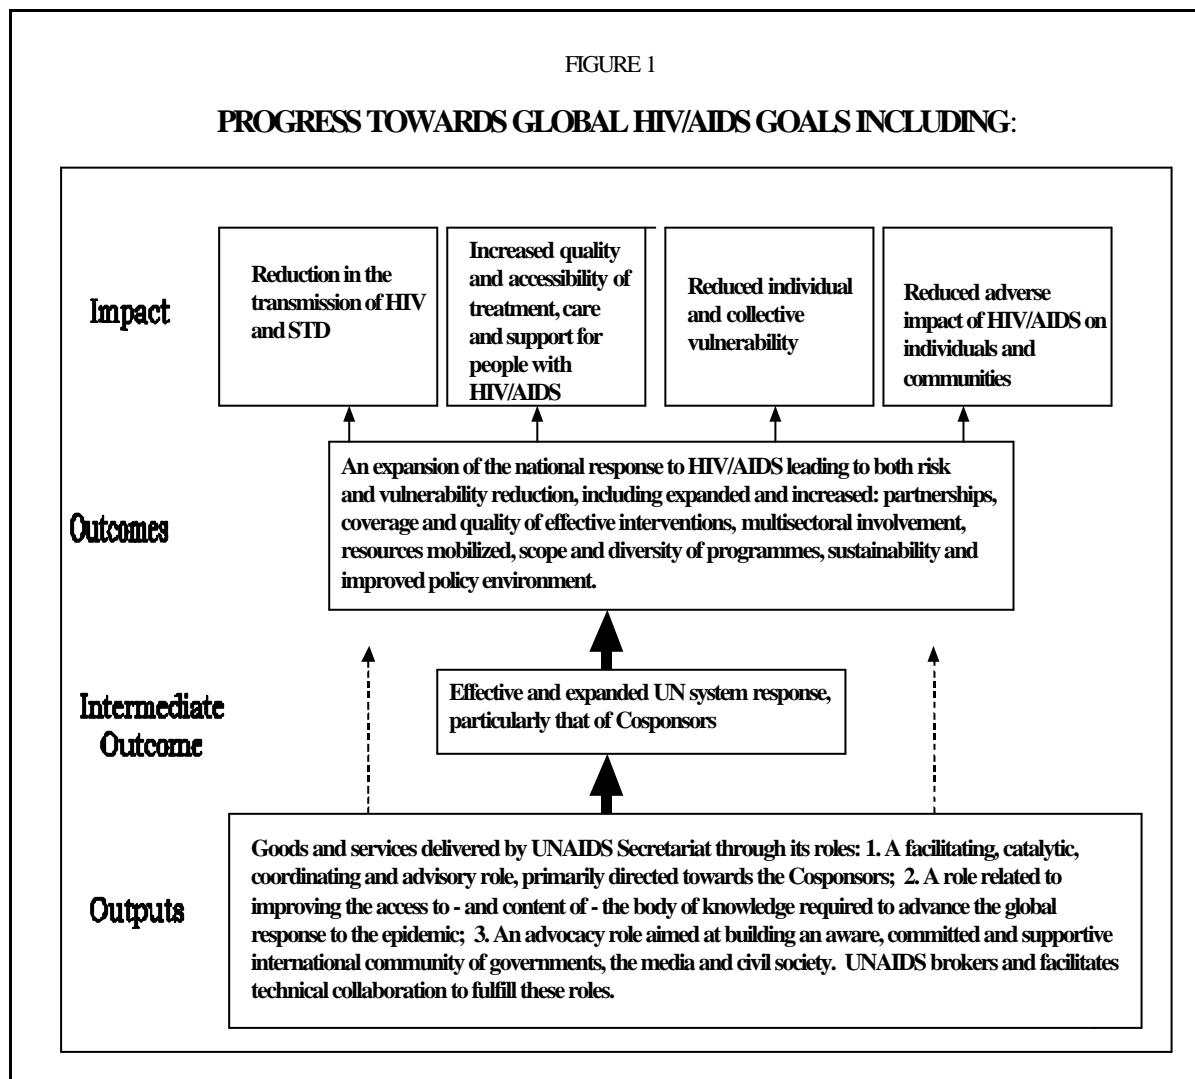 FIGURE 1
PROGRESS TOWARDS GLOBAL HIV/AIDS GOALS INCLUDING:
Impact
Reduction in the
transmission of HIV
and STD
Increased quality
and accessibility of
treatment, care
and support for
people with
HIV/AIDS
Reduced individual
and collective
vulnerability
Reduced adverse
impact of HIV/AIDS on
individuals and
communities
Outcomes
An expansion of the national response to HIV/AIDS leading to both risk
and vulnerability reduction, including expanded and increased: partnerships,
coverage and quality of effective interventions, multisectoral involvement,
resources mobilized, scope and diversity of programmes, sustainability and
improved policy environment.
Intermediate
Outcome
Effective and expanded UN system response,
particularly that of Cosponsors
Outputs
Goods and services delivered by UNAIDS Secretariat through its roles: 1. A facilitating, catalytic,
coordinating and advisory role, primarily directed towards the Cosponsors; 2. A role related to
improving the access to - and content of - the body of knowledge required to advance the global
response to the epidemic; 3. An advocacy role aimed at building an aware, committed and supportive
international community of governments, the media and civil society. UNAIDS brokers and facilitates
technical collaboration to fulfill these roles.